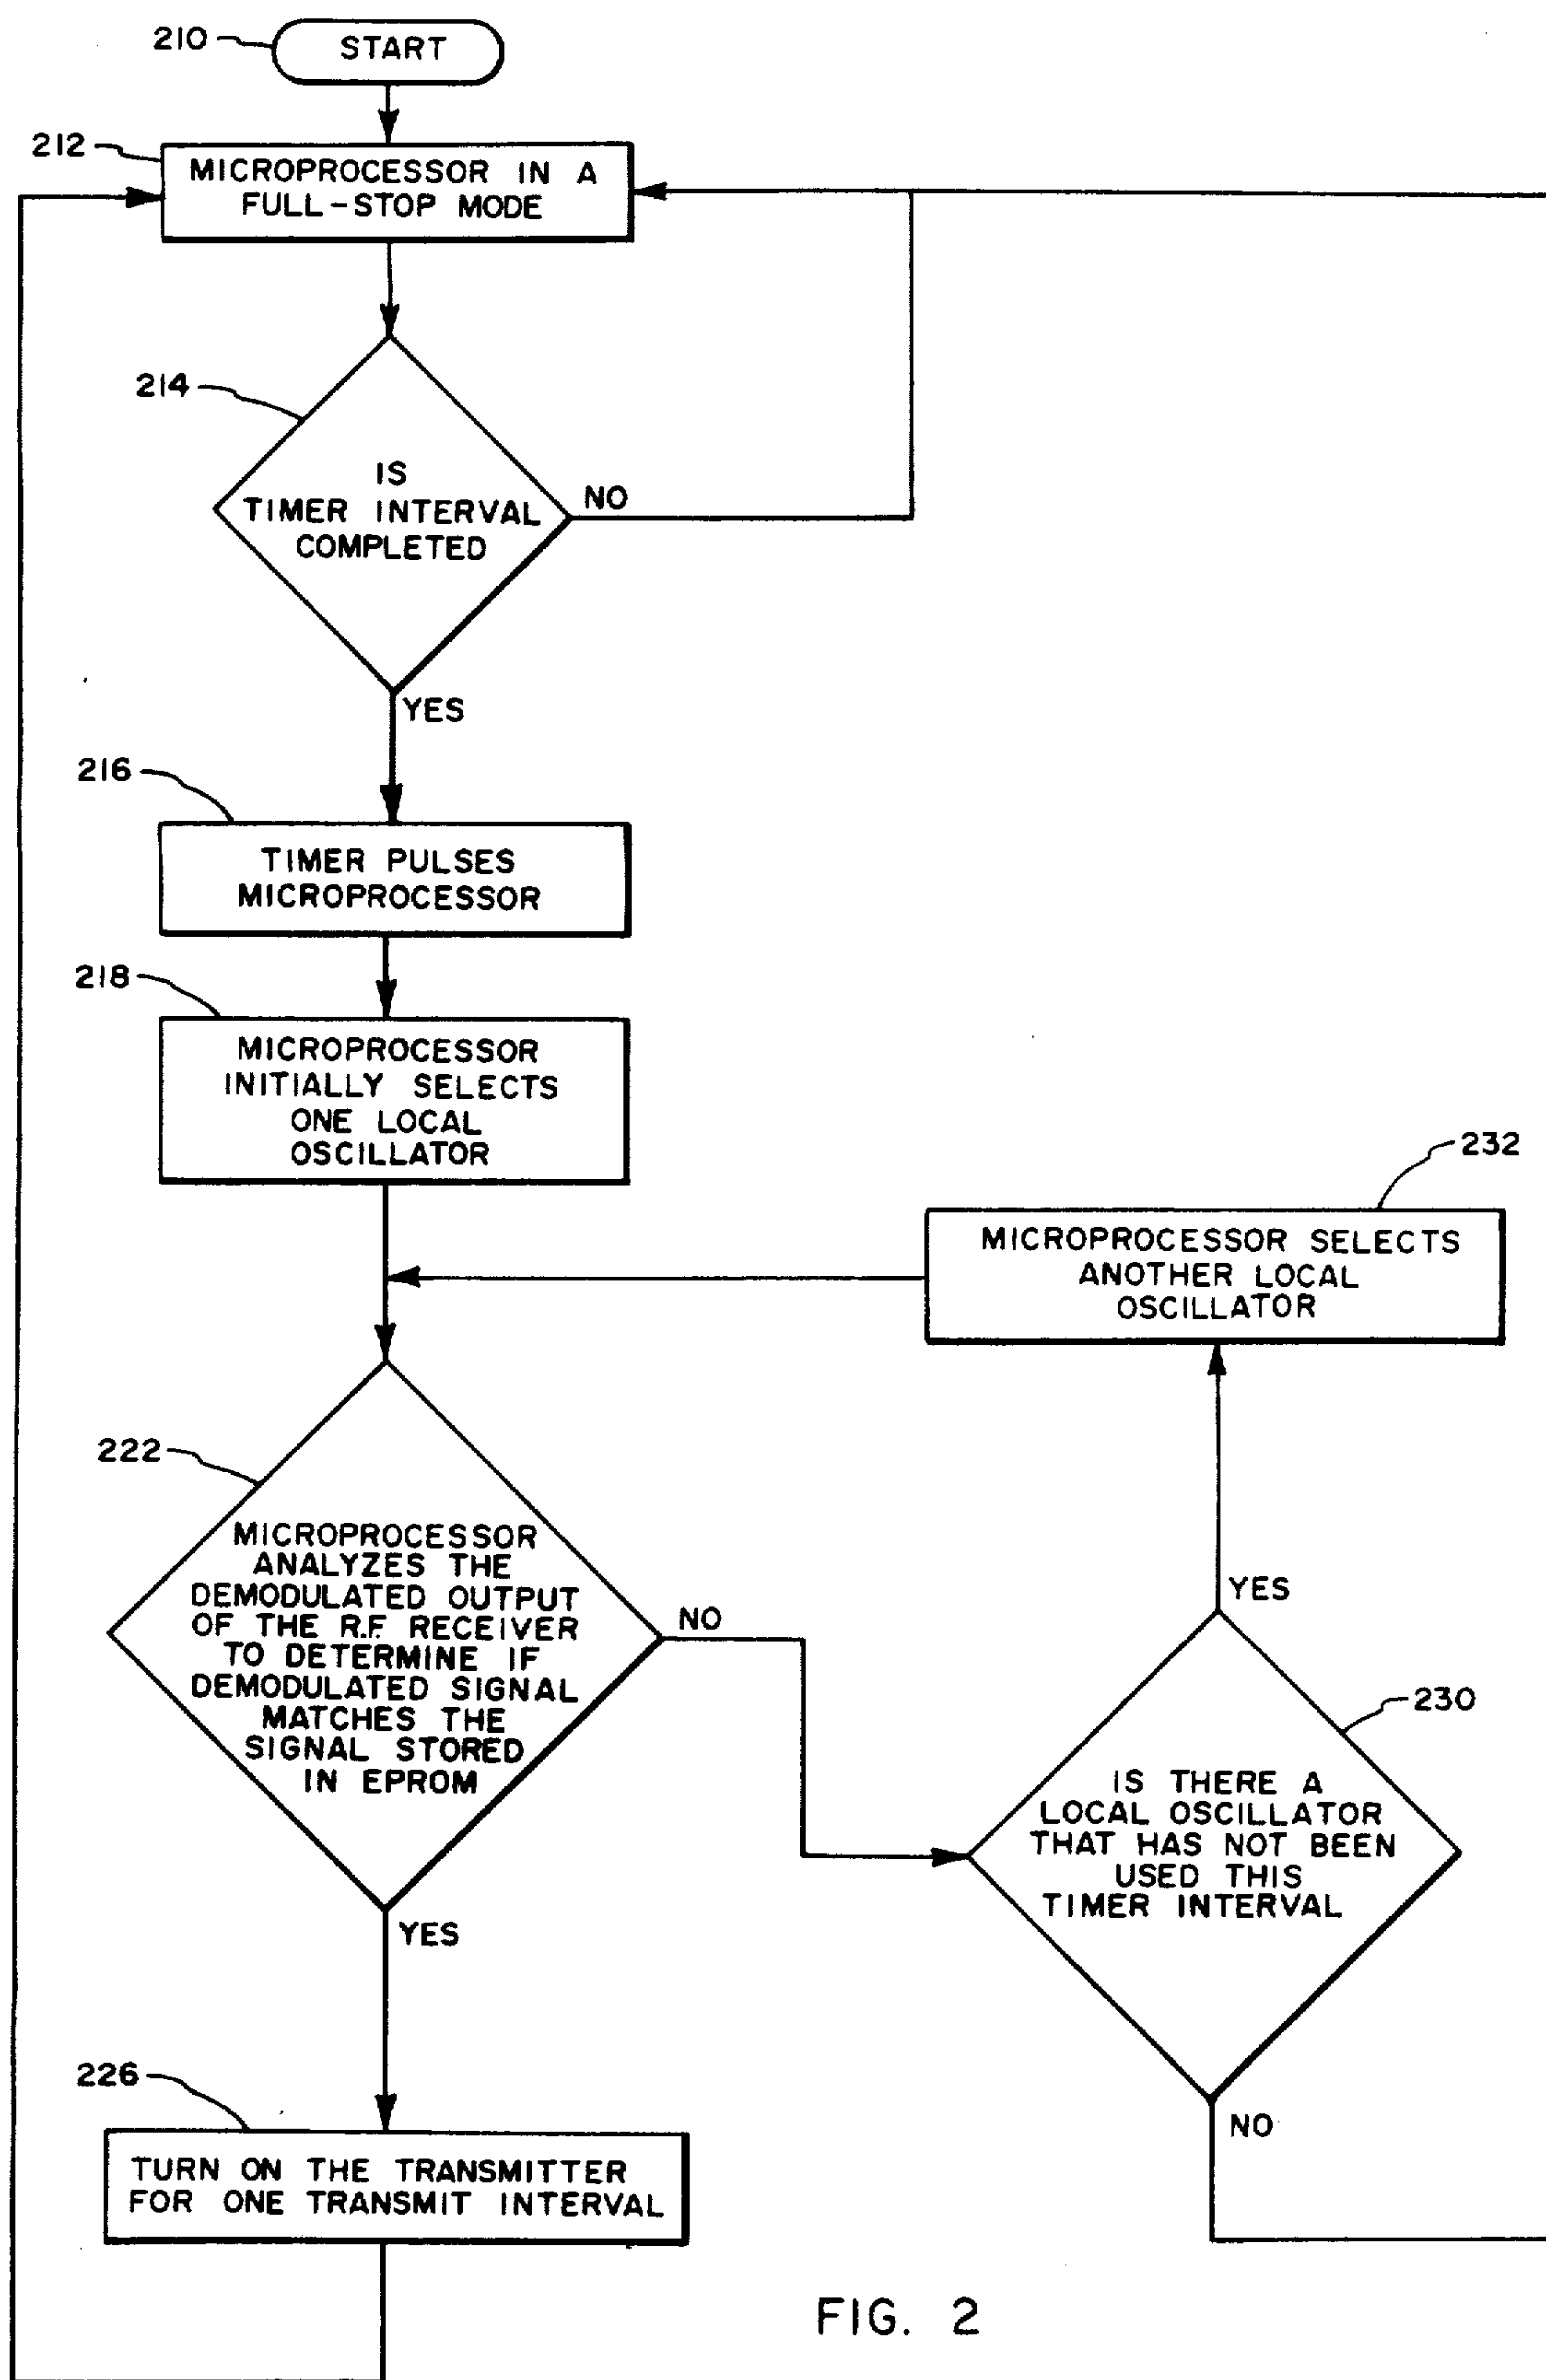 210
START
212
MICROPROCESSOR IN A
FULL-STOP MODE
214
IS
TIMER INTERVAL
COMPLETED
NO
YES
216
TIMER PULSES
MICROPROCESSOR
218
MICROPROCESSOR
INITIALLY SELECTS
ONE LOCAL
OSCILLATOR
232
MICROPROCESSOR SELECTS
ANOTHER LOCAL
OSCILLATOR
222
MICROPROCESSOR
ANALYZES THE
DEMODULATED OUTPUT
OF THE R.F. RECEIVER
TO DETERMINE IF
DEMODULATED SIGNAL
MATCHES THE
SIGNAL STORED
IN EPROM
NO
YES
YES
230
IS THERE A
LOCAL OSCILLATOR
THAT HAS NOT BEEN
USED THIS
TIMER INTERVAL
NO
226
TURN ON THE TRANSMITTER
FOR ONE TRANSMIT INTERVAL
FIG. 2